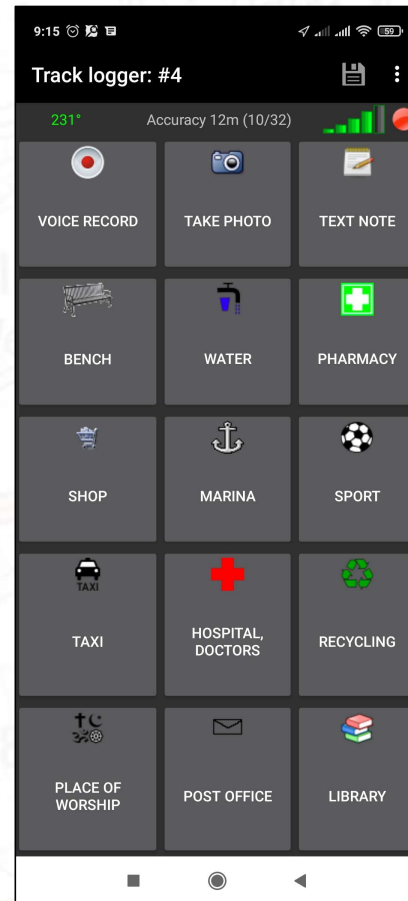 9:15
59
Track logger: #4
231° Accuracy 12m (10/32)
VOICE RECORD TAKE PHOTO TEXT NOTE
BENCH WATER PHARMACY
SHOP MARINA SPORT
TAXI
TAXI HOSPITAL, DOCTORS RECYCLING
PLACE OF WORSHIP POST OFFICE LIBRARY